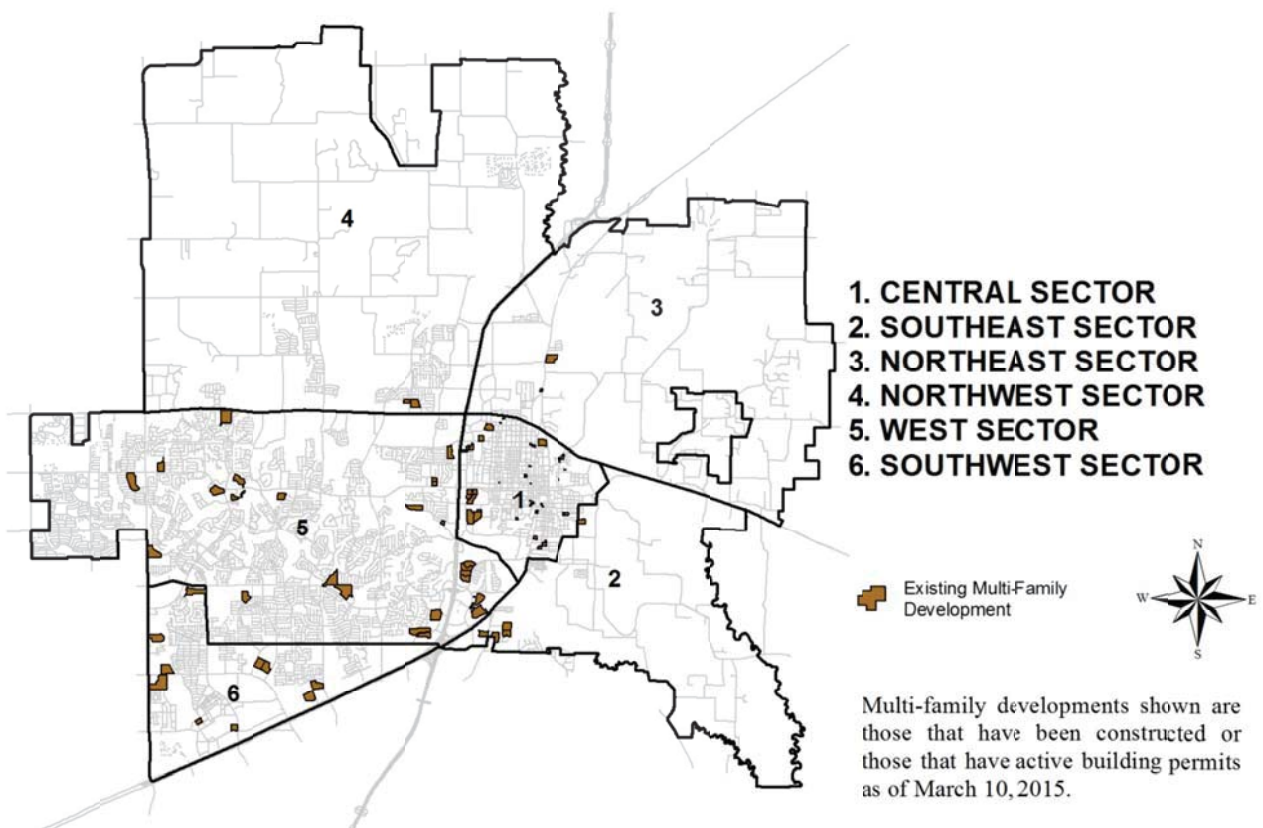 4
3
1. CENTRAL SECTOR
2. SOUTHEAST SECTOR
3. NORTHEAST SECTOR
4. NORTHWEST SECTOR
5. WEST SECTOR
6. SOUTHWEST SECTOR
1
5
2
6
Existing Multi-Family
Development
N
W
E
S
Multi-family developments shown are
those that have been constructed or
those that have active building permits
as of March 10, 2015.